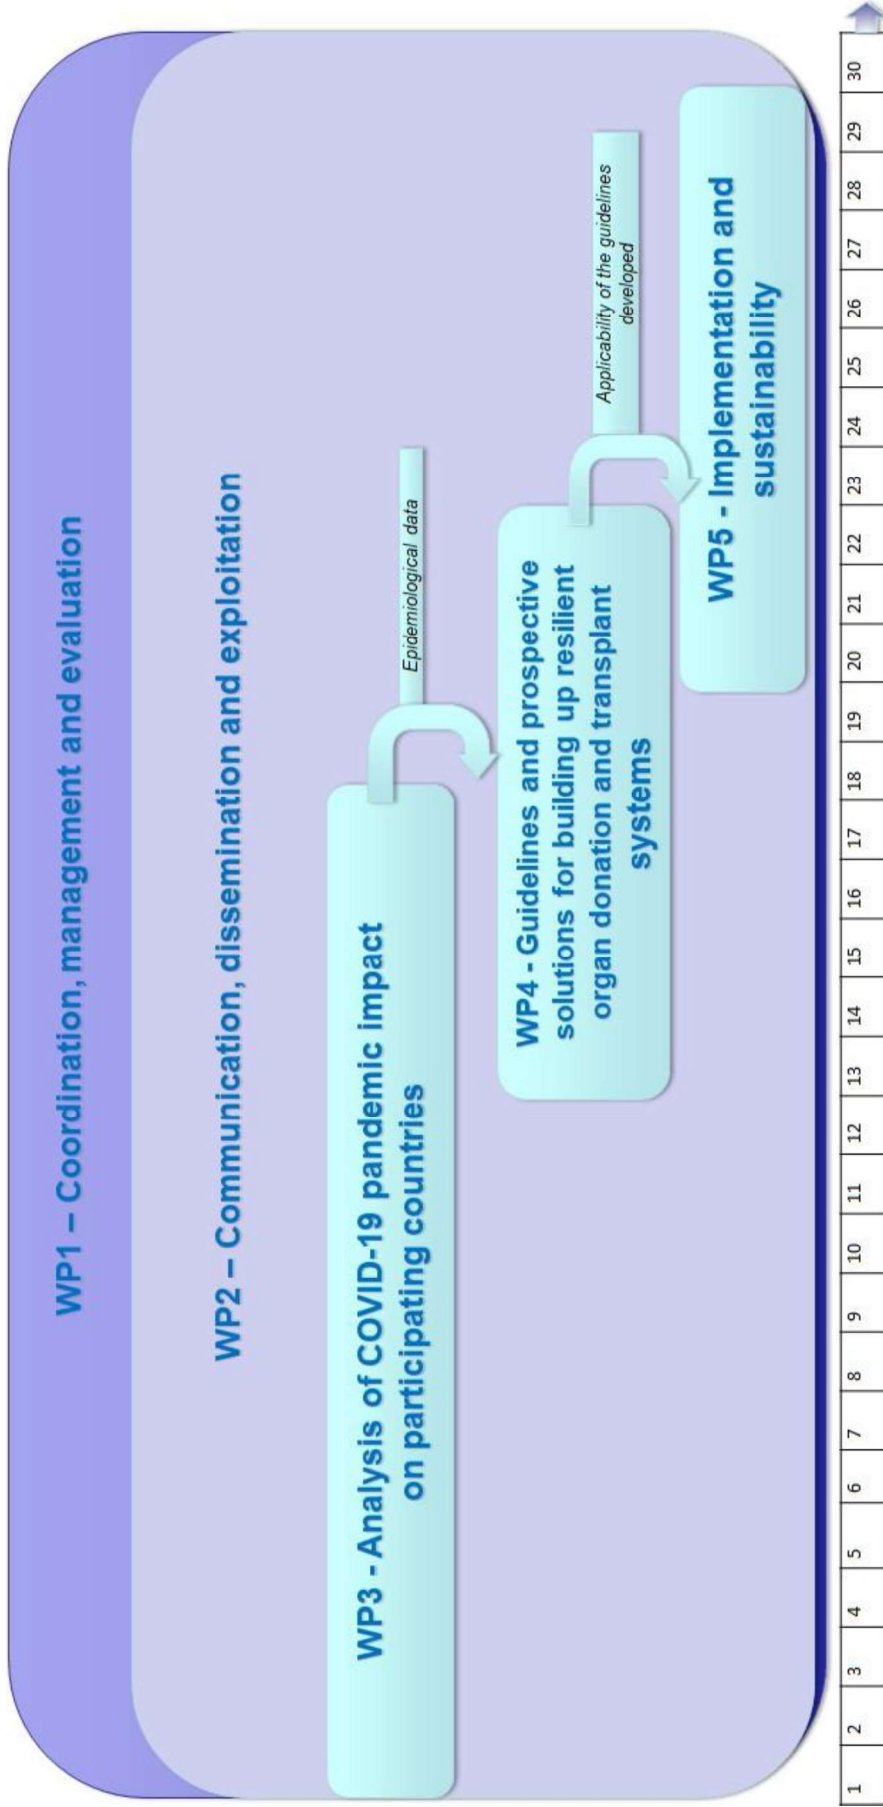 WP1 – Coordination, management and evaluation
WP2 – Communication, dissemination and exploitation
WP3 - Analysis of COVID-19 pandemic impact
on participating countries
Epidemiological data
WP4 - Guidelines and prospective
solutions for building up resilient
organ donation and transplant
systems
Applicability of the guidelines
developed
WP5 - Implementation and
sustainability
1 2 3 4 5 6 7 8 9 10 11 12 13 14 15 16 17 18 19 20 21 22 23 24 25 26 27 28 29 30